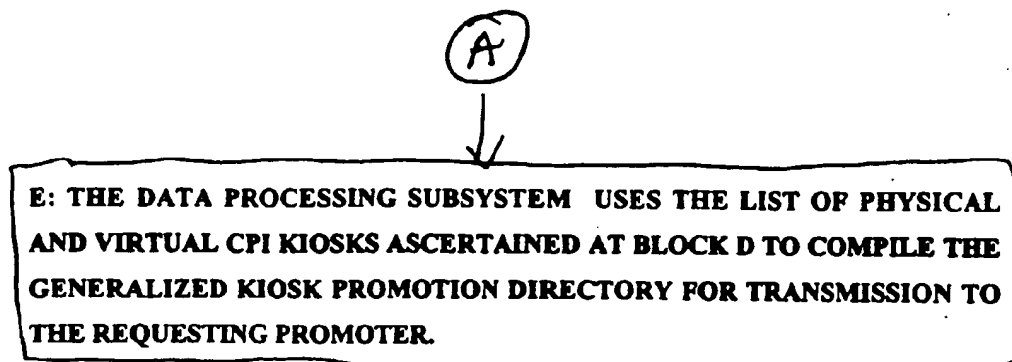 A
E: THE DATA PROCESSING SUBSYSTEM USES THE LIST OF PHYSICAL
AND VIRTUAL CPI KIOSKS ASCERTAINED AT BLOCK D TO COMPILE THE
GENERALIZED KIOSK PROMOTION DIRECTORY FOR TRANSMISSION TO
THE REQUESTING PROMOTER.